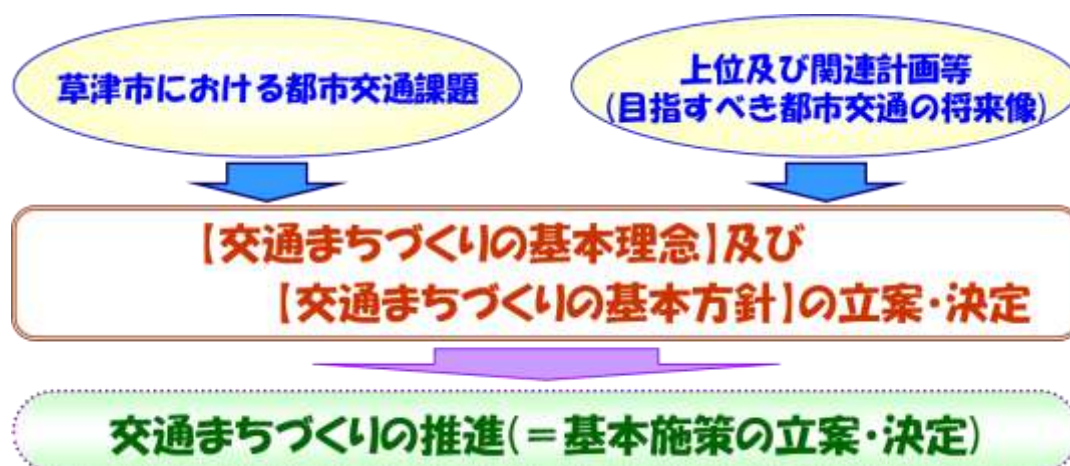 草津市における都市交通課題
上位及び関連計画等
(目指すべき都市交通の将来像)
【交通まちづくりの基本理念】及び
【交通まちづくりの基本方針】の立案・決定
交通まちづくりの推進(=基本施策の立案・決定)